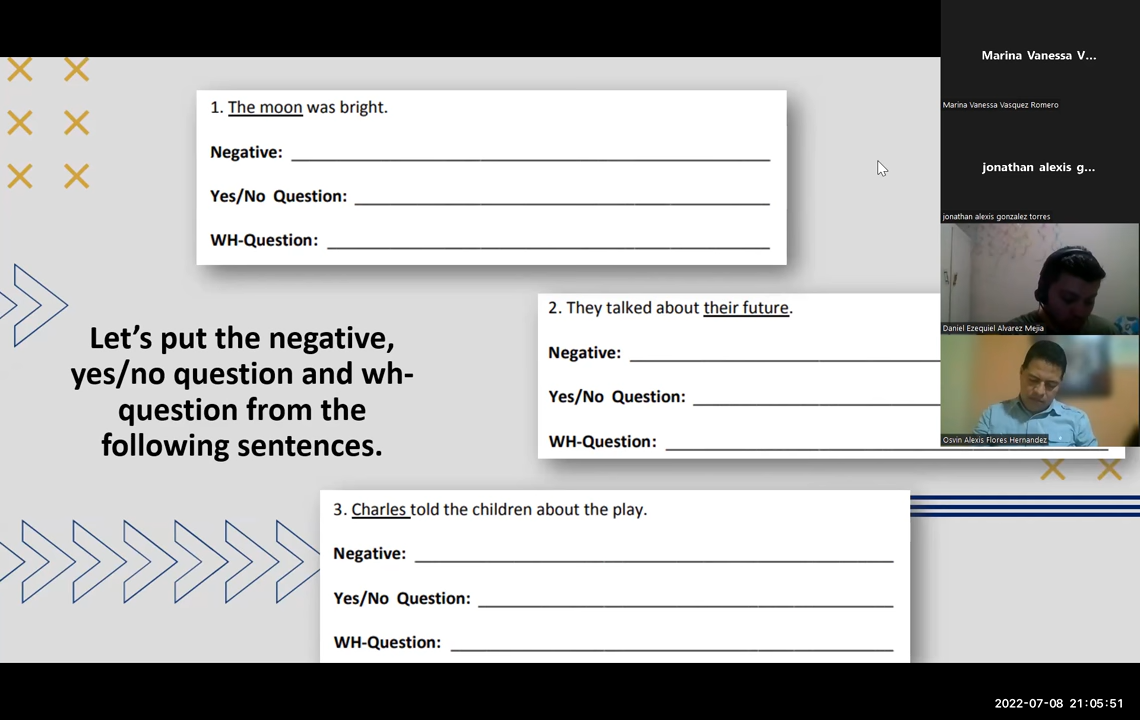 1. The moon was bright.
Negative:
Yes/No Question:
WH-Question:
Let's put the negative,
yes/no question and wh-
question from the
following sentences.
2. They talked about their future.
Negative:
Yes/No Question:
WH-Question:
3. Charles told the children about the play.
Negative:
Yes/No Question:
WH-Question:
Marina Vanessa V...
Marina Vanessa Vasquez Romero
jonathan alexis g...
jonathan alexis gonzalez torres
Daniel Ezequiel Alvarez Mejia
Osvin Alexis Flores Hernandez
2022-07-08 21:05:51